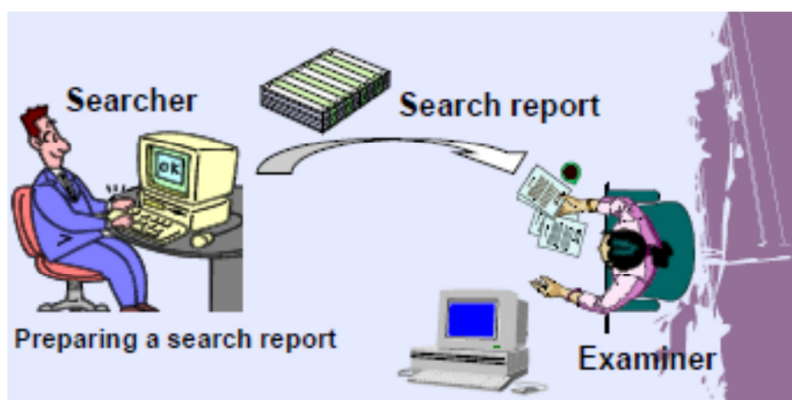 Searcher
Search report
OK
Preparing a search report
Examiner